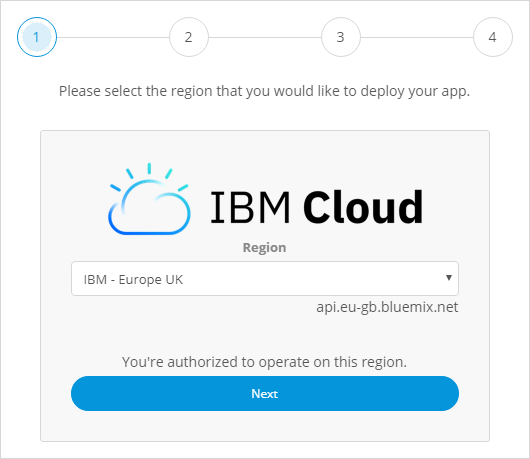 1 2 3 4
Please select the region that you would like to deploy your app.
IBM Cloud
Region
IBM - Europe UK
api.eu-gb.bluemix.net
You're authorized to operate on this region.
Next